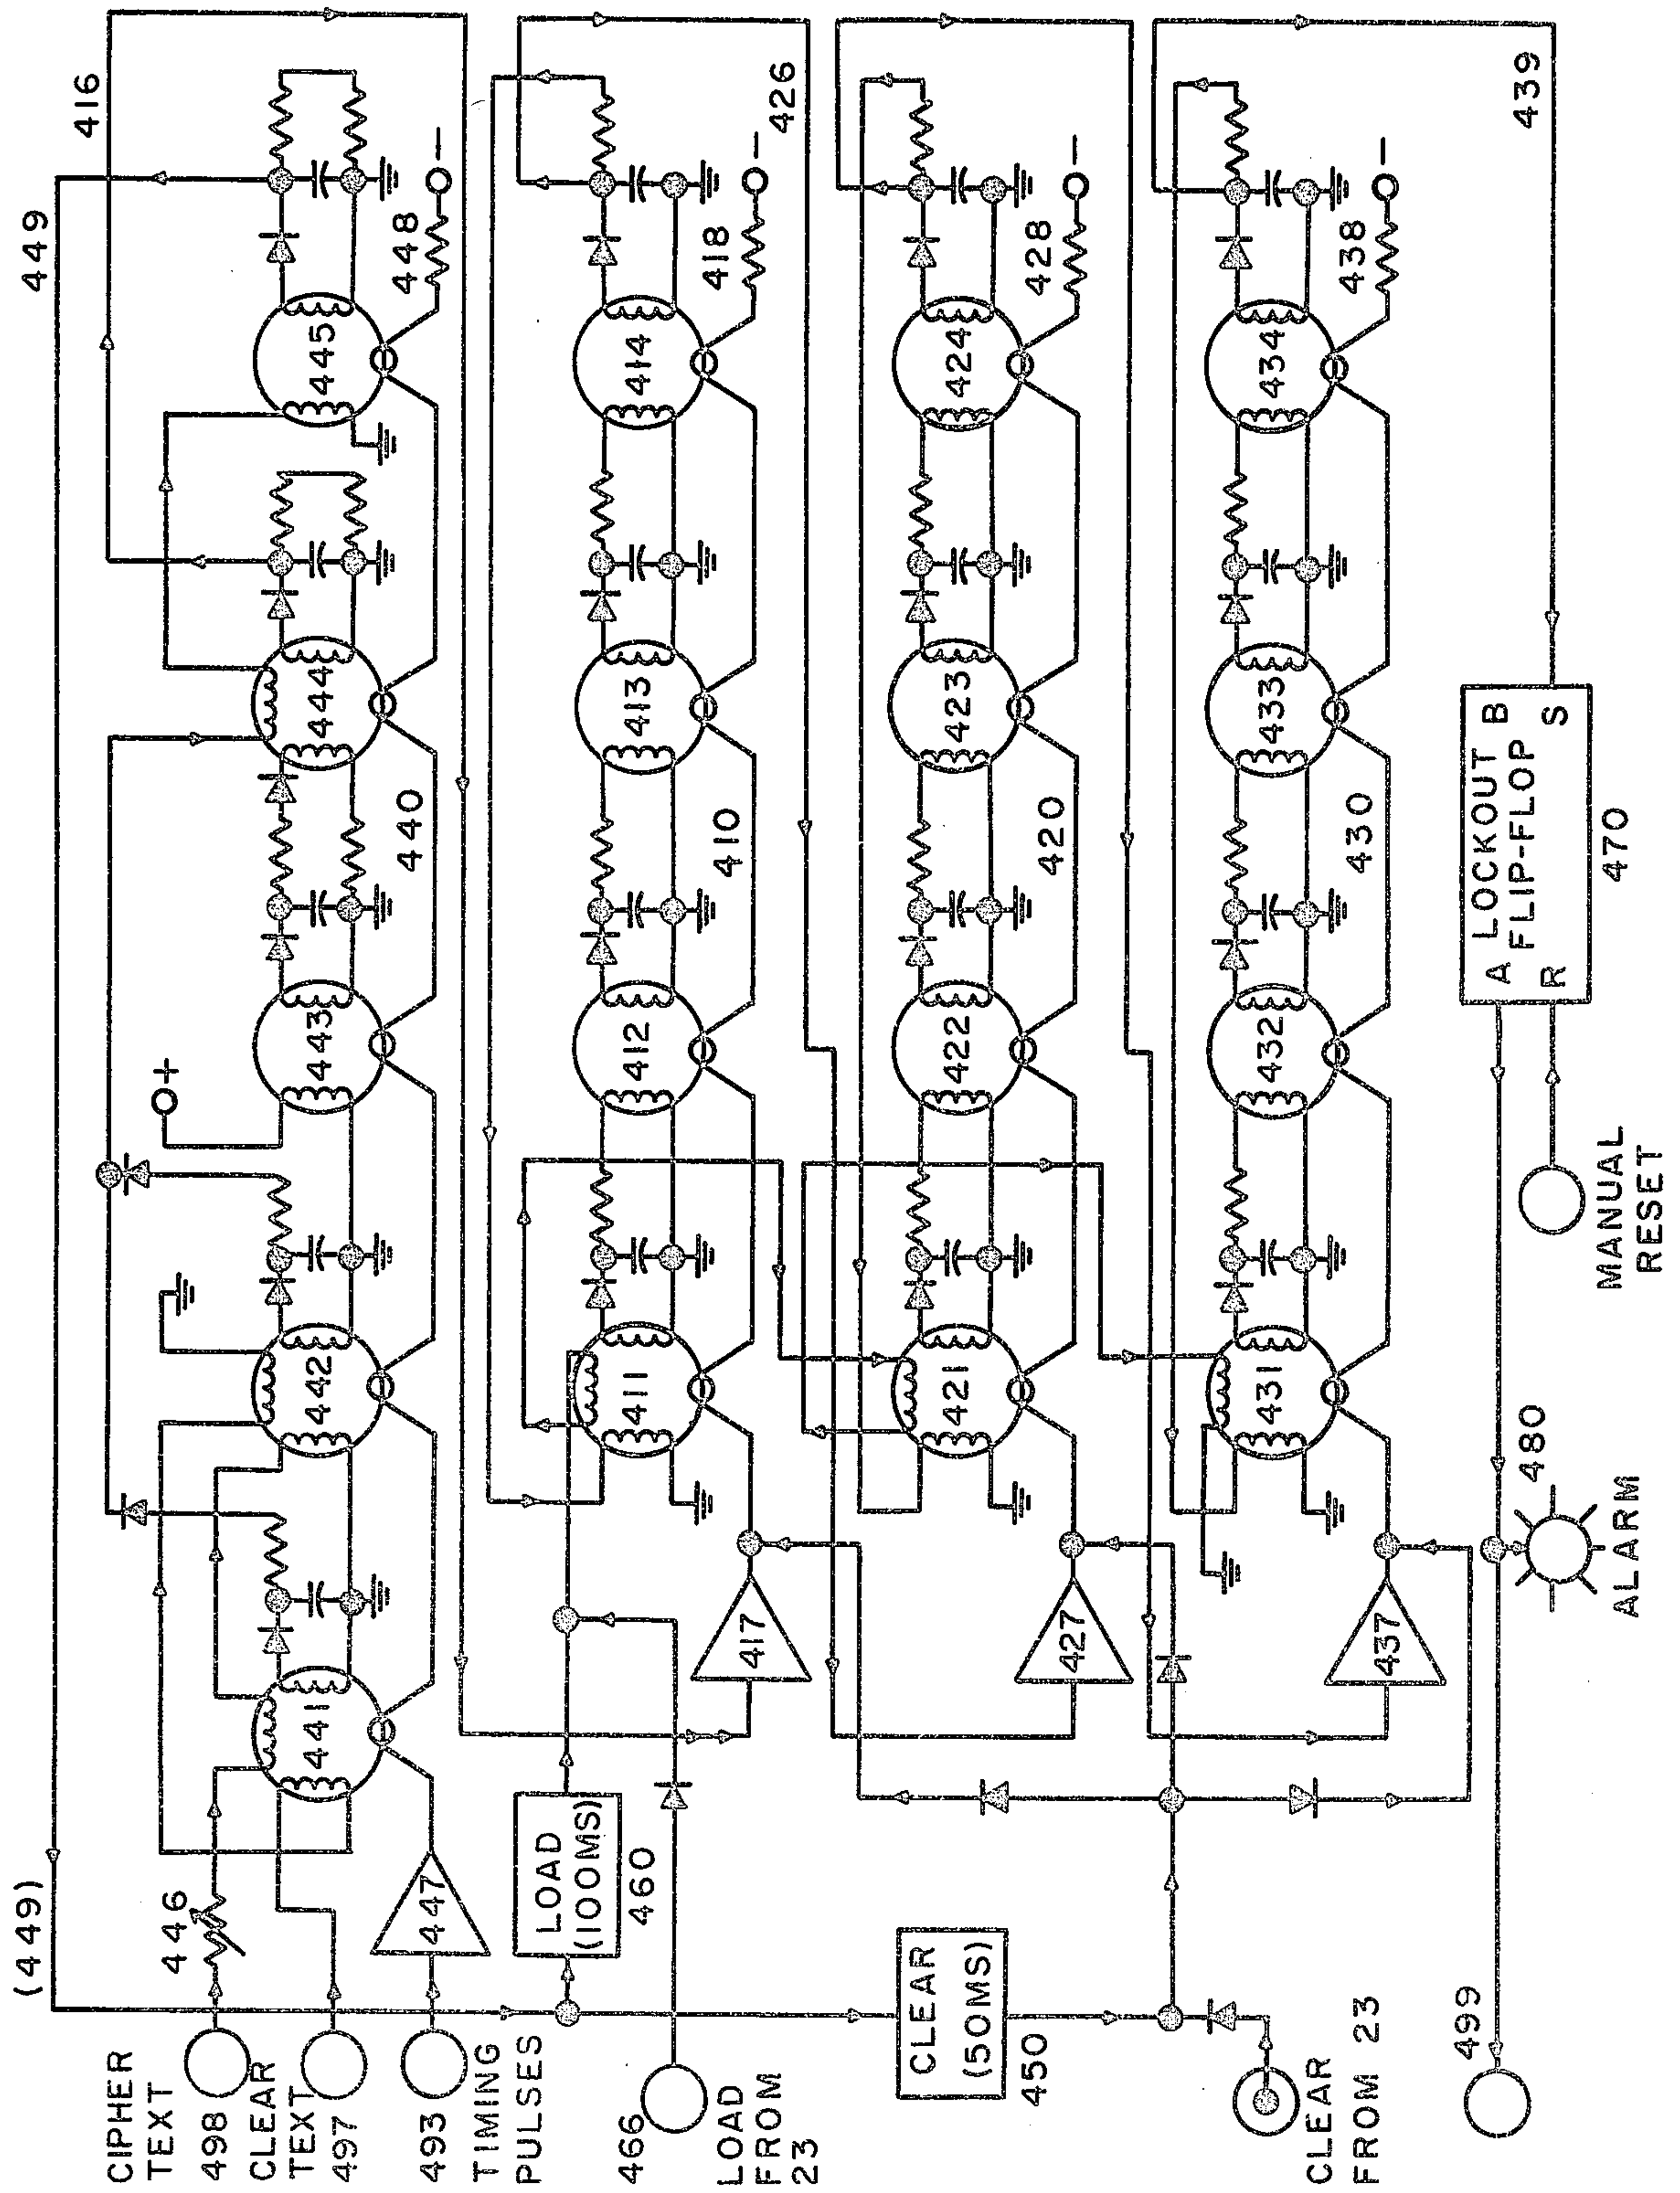 CIPHER
TEXT
498
CLEAR
TEXT
497
493
TIMING
PULSES
466
LOAD
FROM
23
CLEAR
FROM 23
499
(449)
449
416
446
447
441
442
443
444
445
440
448
+
−
LOAD
(100MS)
460
417
411
412
413
414
410
418
−
426
CLEAR
(50MS)
450
427
421
422
423
424
420
428
−
437
431
432
433
434
430
438
−
439
A LOCKOUT B
R FLIP-FLOP S
470
MANUAL
RESET
480
ALARM